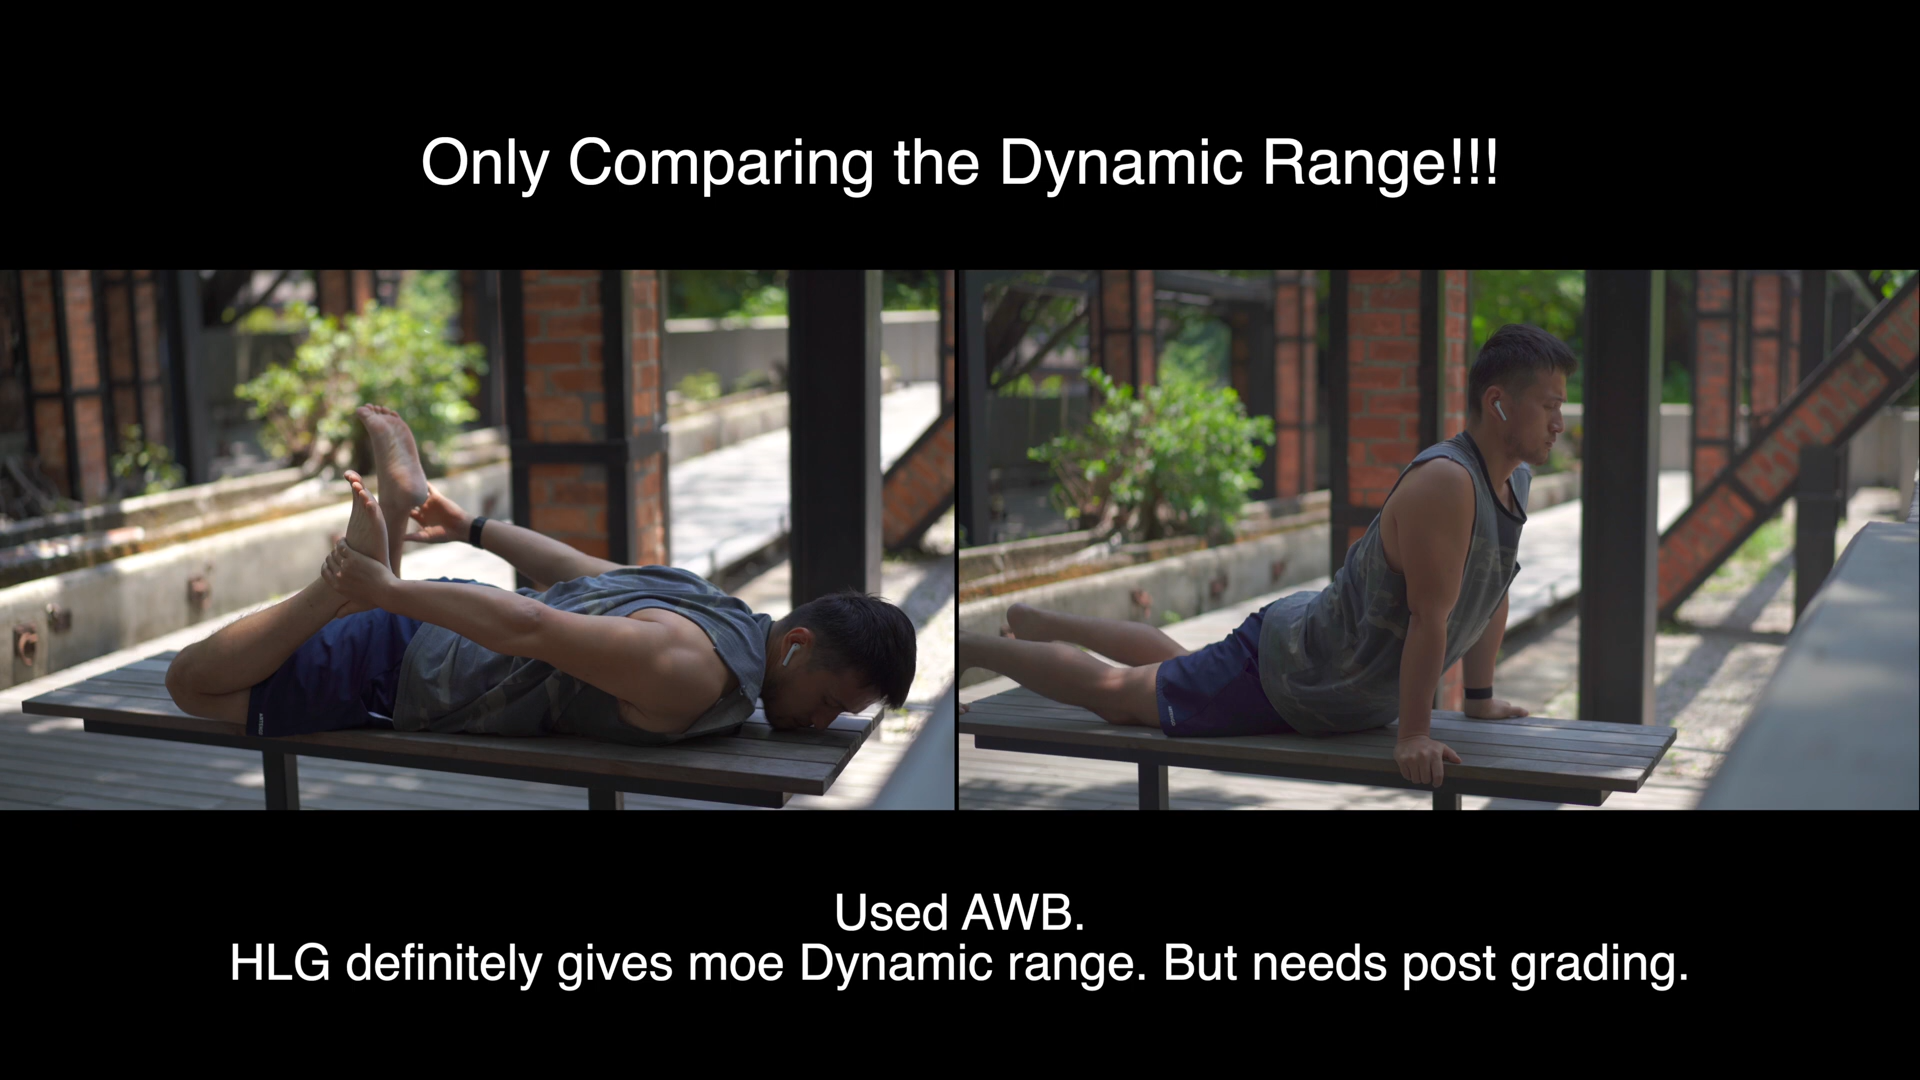 Only Comparing the Dynamic Range!!!
Used AWB.
HLG definitely gives moe Dynamic range. But needs post grading.